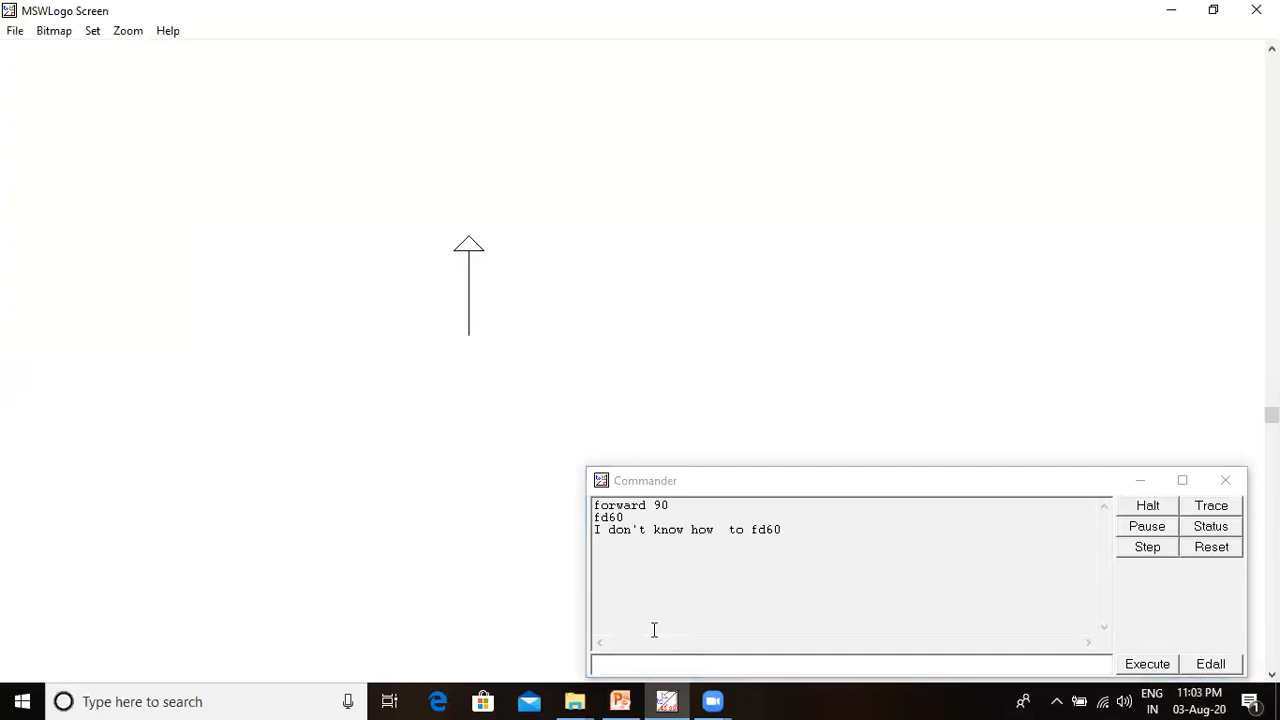 MSWLogo Screen
File Bitmap Set Zoom Help
Commander
forward 90
fd60
I don't know how  to fd60
Halt Trace
Pause Status
Step Reset
Execute Edall
Type here to search
ENG
IN
11:03 PM
03-Aug-20
1